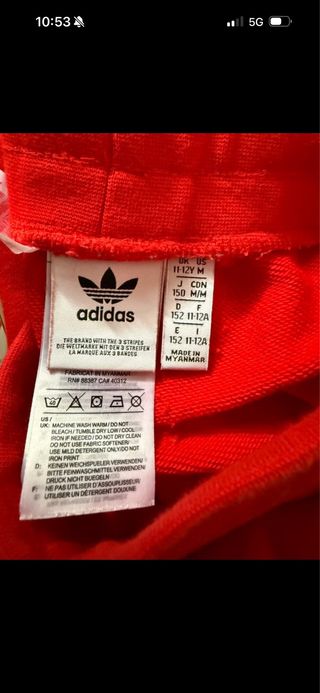 10:53
5G
adidas
THE BRAND WITH THE 3 STRIPES
DIE WELTMARKE MIT DEN 3 STREIFEN
LA MARQUE AUX 3 BANDES
UK US
11-12Y M
J CDN
150 M/M
D F
152 11-12A
E I
152 11-12A
MADE IN
MYANMAR
FABRICAT IN MYANMAR
RN# 88387 CA# 40312
US /
UK: MACHINE WASH WARM / DO NOT
BLEACH / TUMBLE DRY LOW / COOL
IRON IF NEEDED / DO NOT DRY CLEAN
DO NOT USE FABRIC SOFTENER/
USE MILD DETERGENT ONLY/DO NOT
IRON PRINT
D: KEINEN WEICHSPUELER VERWENDEN/
BITTE FEINWASCHMITTEL VERWENDEN/
DRUCK NICHT BUEGELN
F: NE PAS UTILISER D'ASSOUPLISSEUR/
UTILISER UN DÉTERGENT DOUX/NE